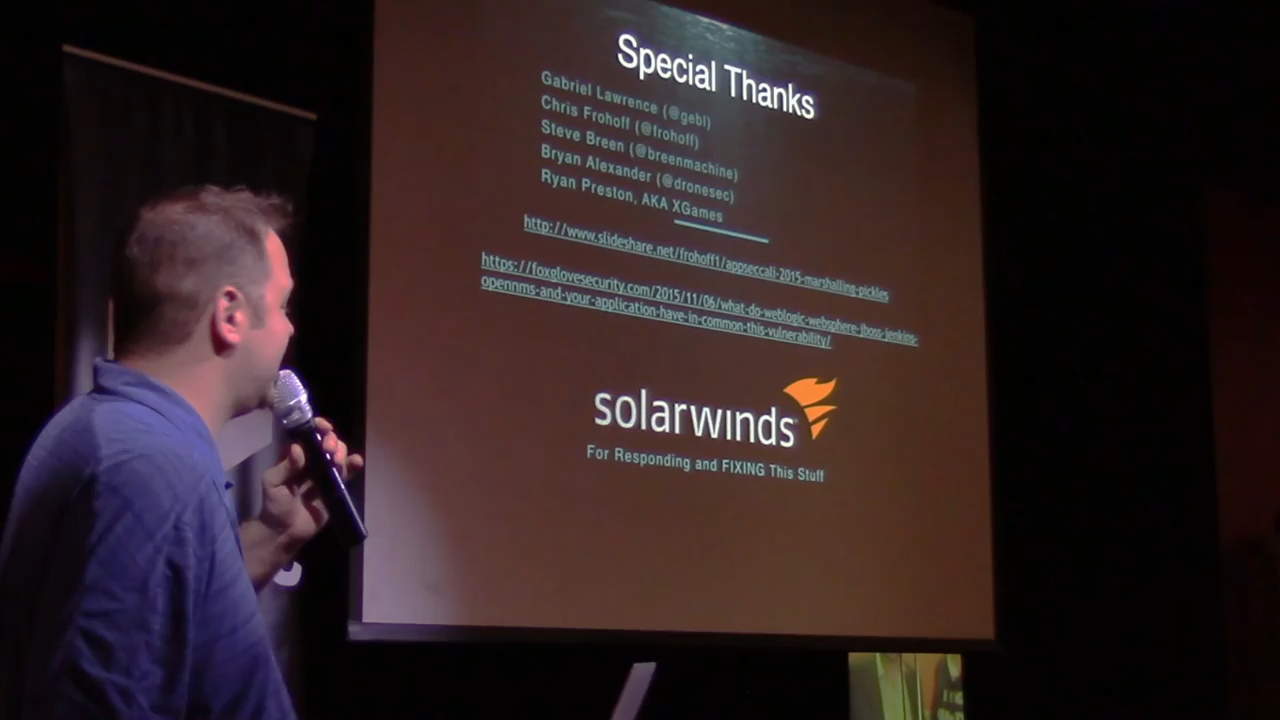 Special Thanks
Gabriel Lawrence (@gebl)
Chris Frohoff (@frohoff)
Steve Breen (@breenmachine)
Bryan Alexander (@dronesec)
Ryan Preston, AKA XGames
http://www.slideshare.net/frohoff1/appseccali-2015-marshalling-pickles
https://foxglovesecurity.com/2015/11/06/what-do-weblogic-websphere-jboss-jenkins-
opennms-and-your-application-have-in-common-this-vulnerability/
solarwinds
For Responding and FIXING This Stuff